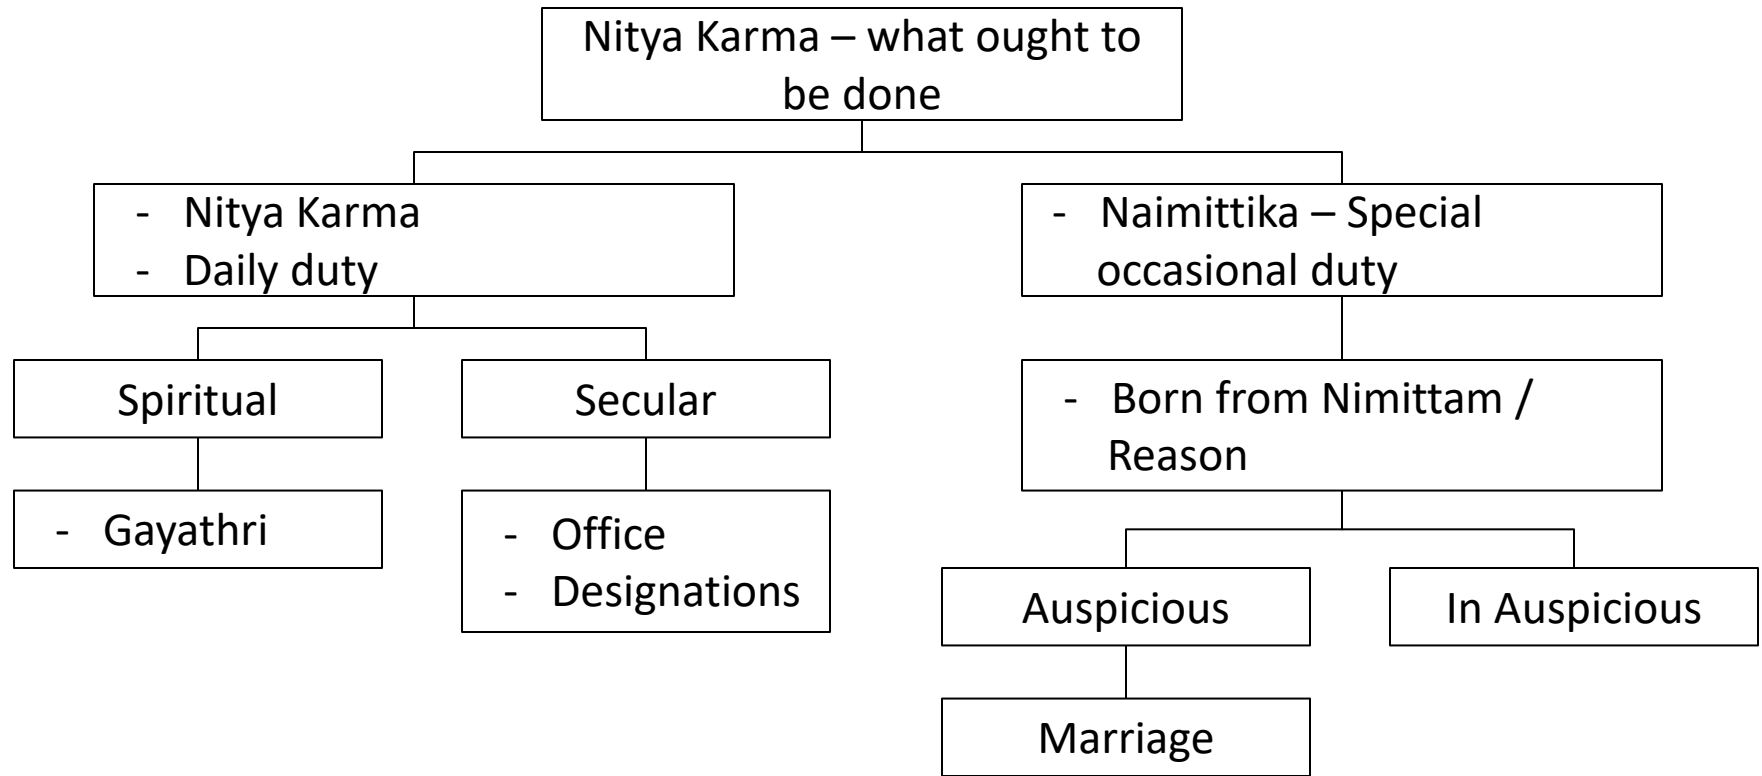 Nitya Karma – what ought to
be done
- Nitya Karma
- Daily duty
- Naimittika – Special
occasional duty
Spiritual
Secular
- Born from Nimittam /
Reason
- Gayathri
- Office
- Designations
Auspicious
In Auspicious
Marriage